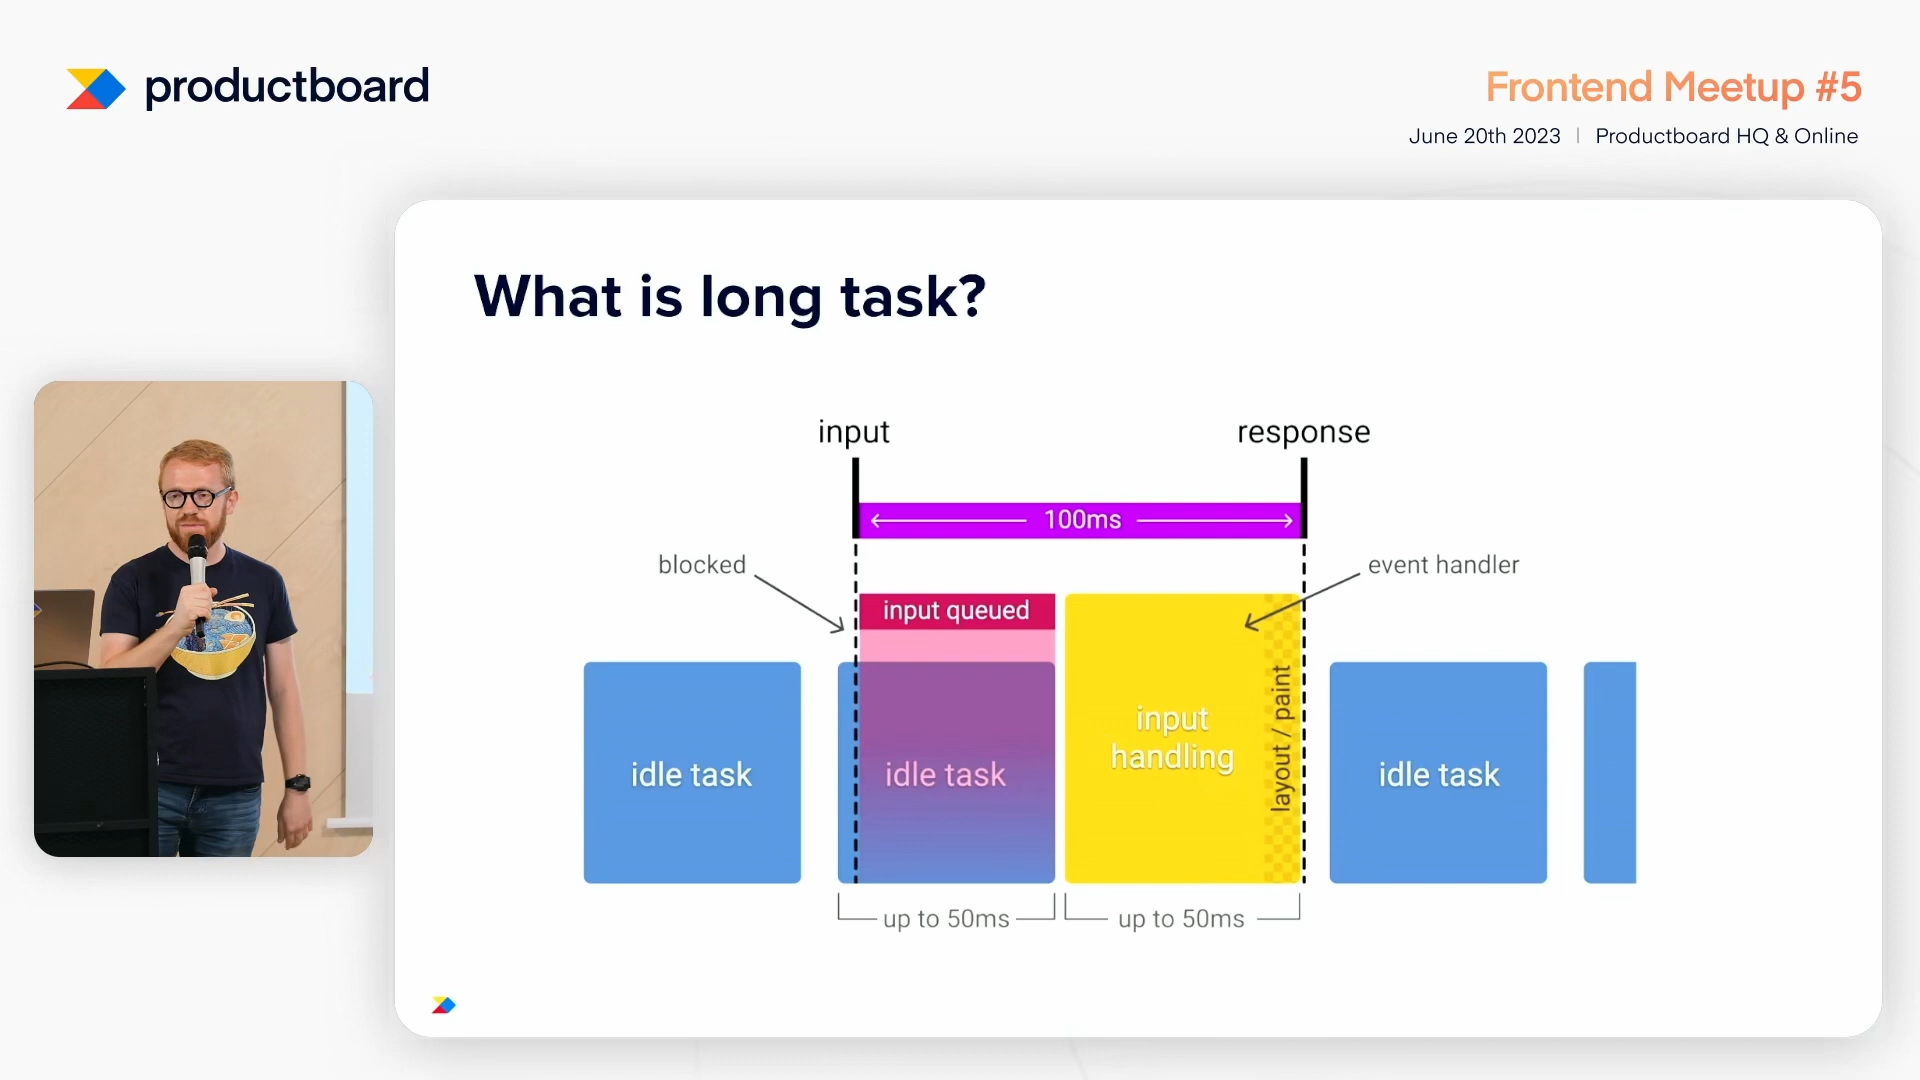 productboard
Frontend Meetup #5
June 20th 2023 | Productboard HQ & Online
What is long task?
input
response
100ms
blocked
event handler
input queued
idle task
idle task
input
handling
layout / paint
idle task
up to 50ms
up to 50ms